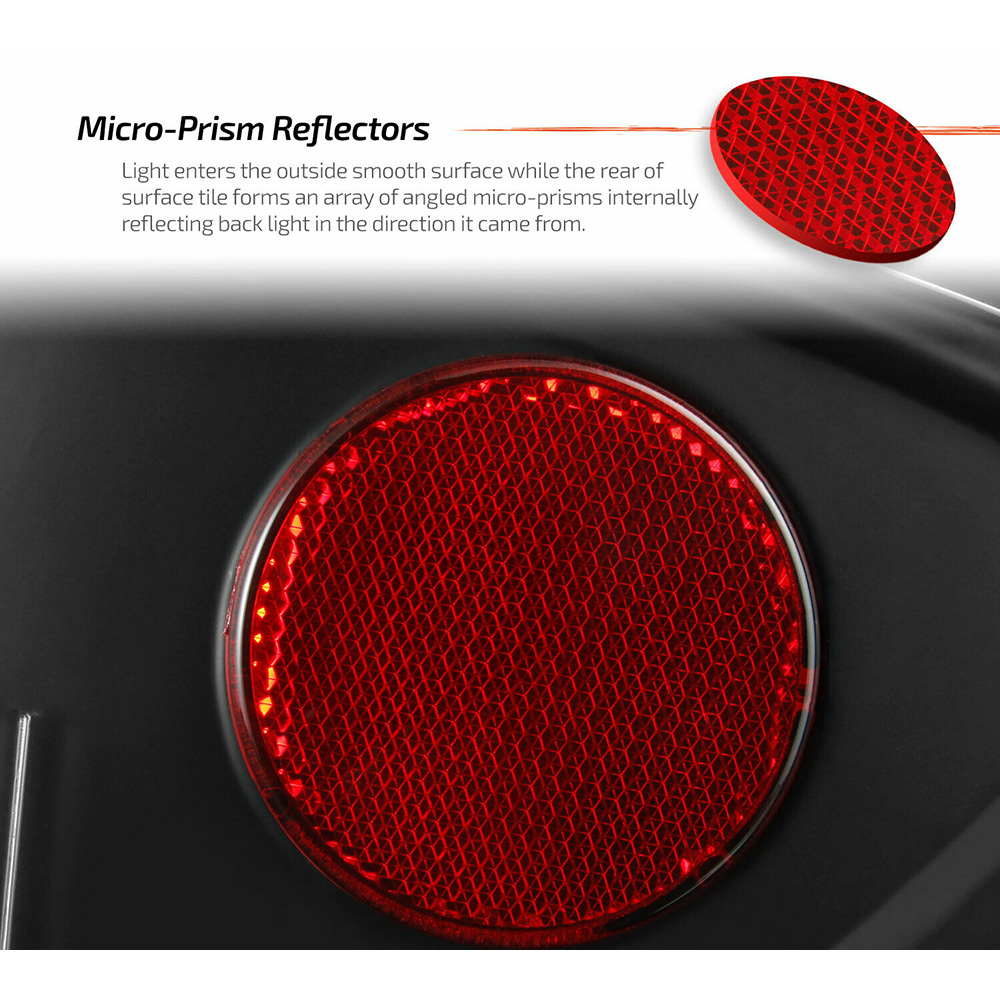 Micro-Prism Reflectors
Light enters the outside smooth surface while the rear of
surface tile forms an array of angled micro-prisms internally
reflecting back light in the direction it came from.